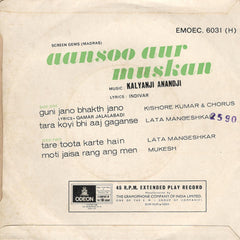 EMOEC. 6031 (H)
SCREEN GEMS (MADRAS)
aansoo aur
muskan
MUSIC: KALYANJI ANANDJI
LYRICS: INDIVAR
guni jano bhakth jano KISHORE KUMAR & CHORUS
LYRICS - QAMAR JALALABADI
tara koyi bhi aaj gaganse LATA MANGESHKAR
2590
tare toota karte hain LATA MANGESHKAR
moti jaisa rang ang men MUKESH
ODEON
45 R.P.M. EXTENDED PLAY RECORD
THE GRAMOPHONE COMPANY OF INDIA LIMITED.